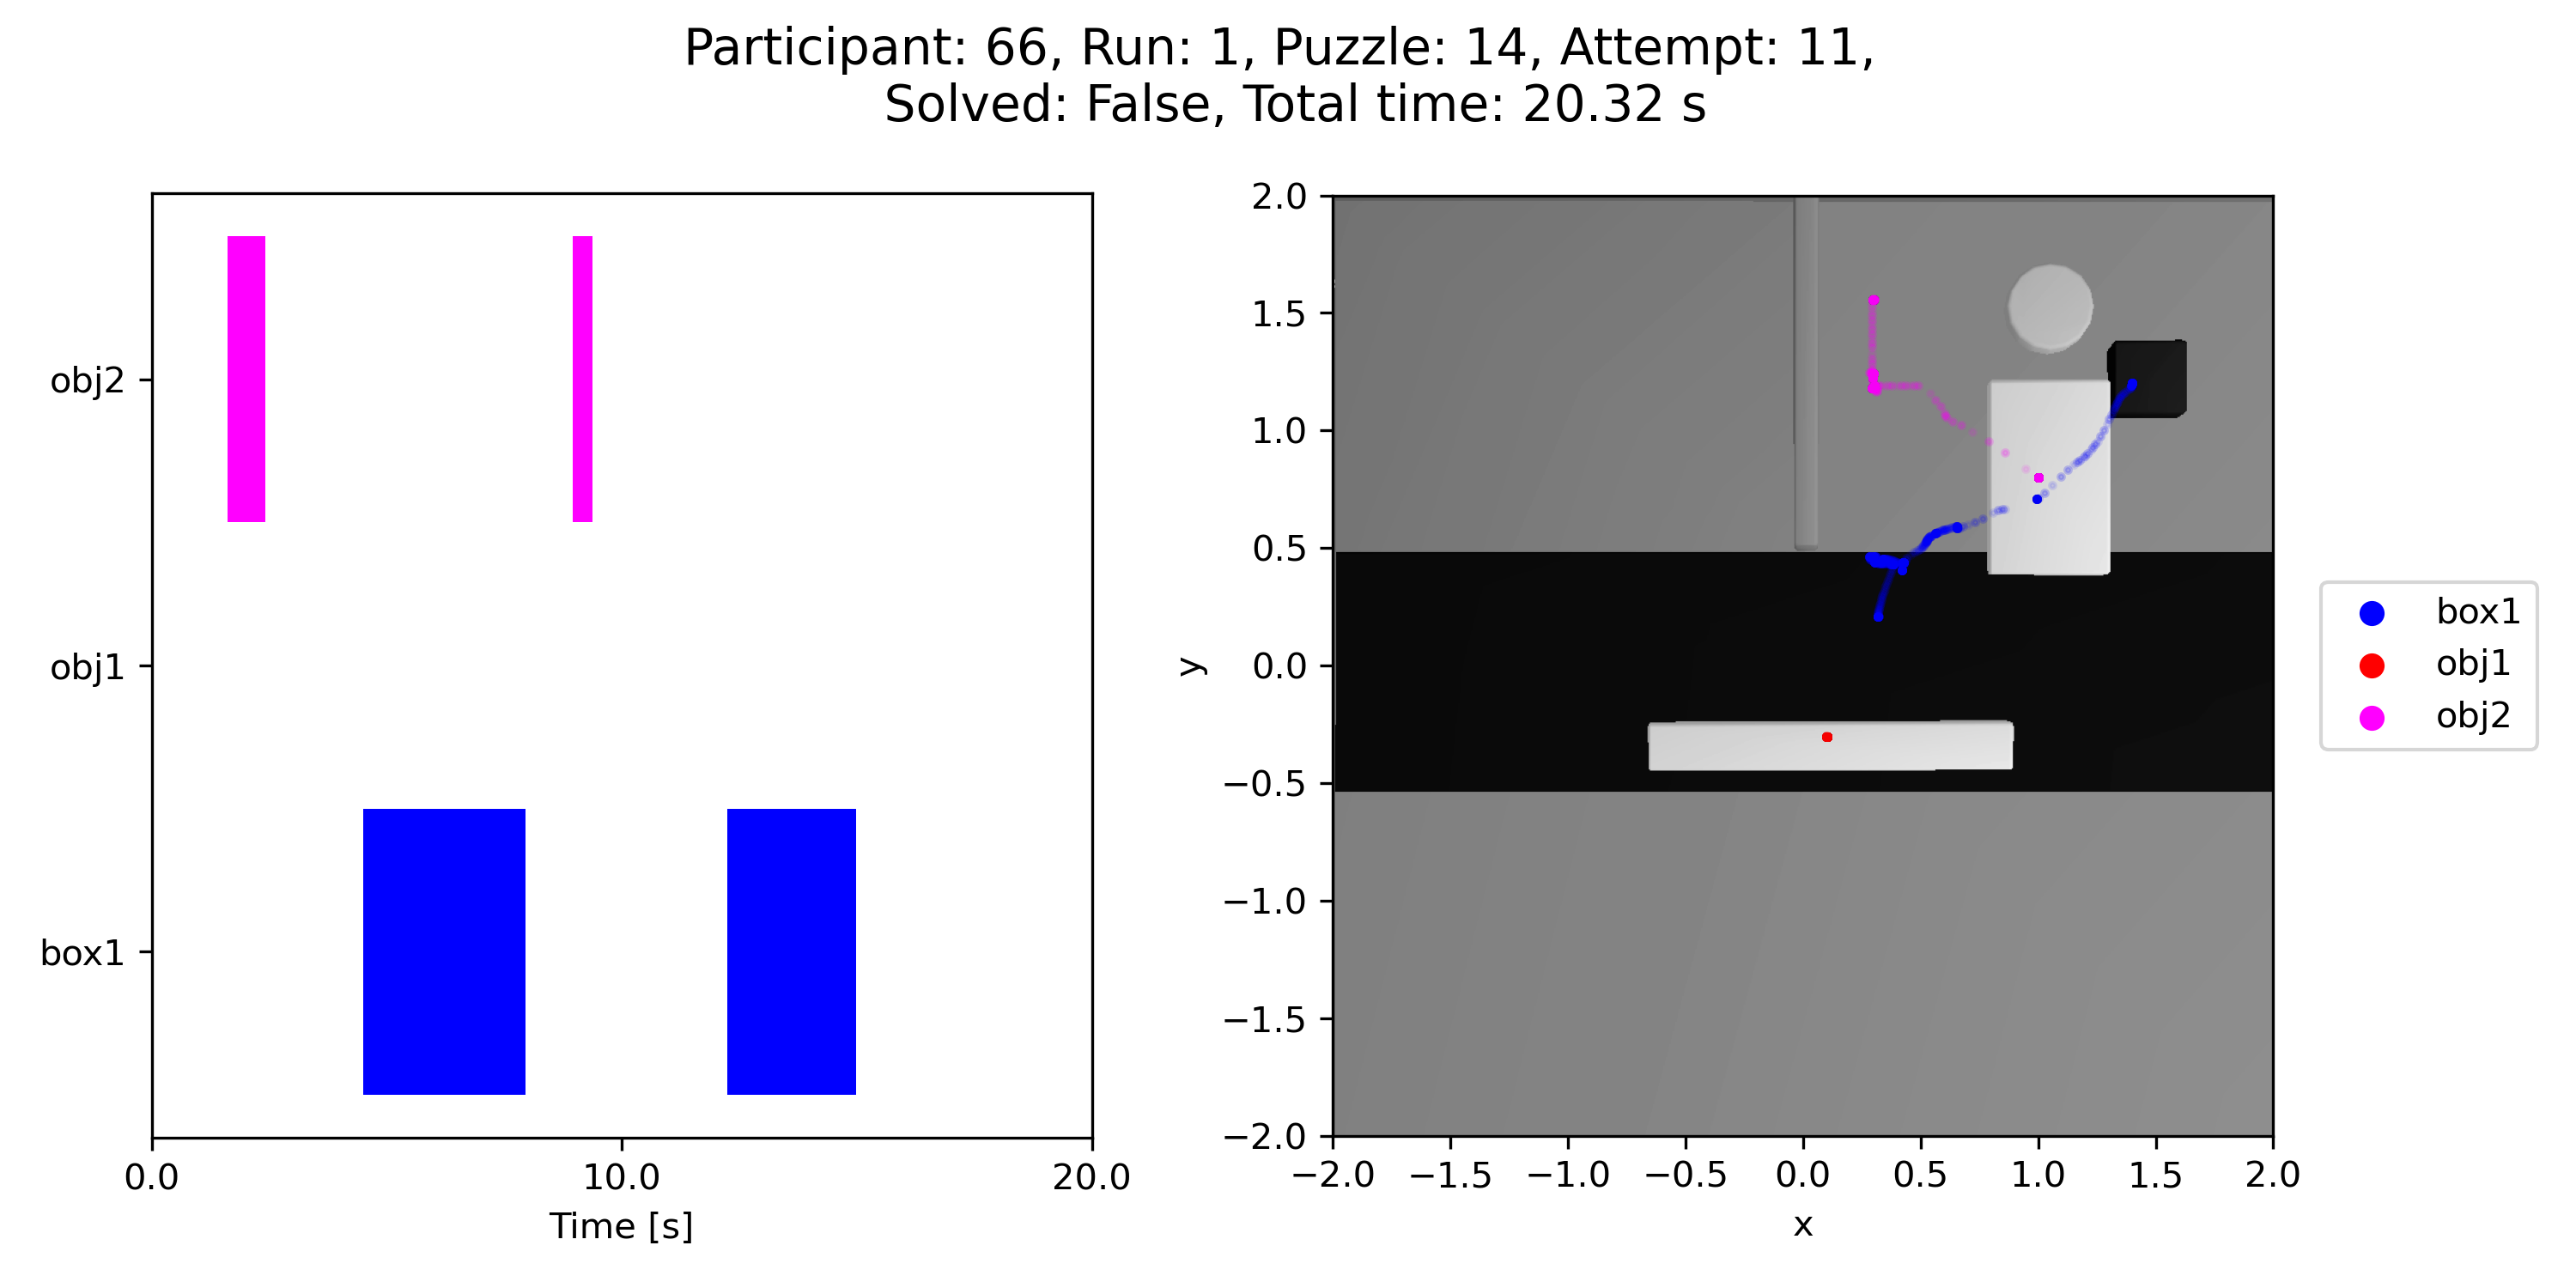 Participant: 66, Run: 1, Puzzle: 14, Attempt: 11,
Solved: False, Total time: 20.32 s
obj2
obj1
box1
0.0 10.0 20.0
Time [s]
2.0
1.5
1.0
0.5
0.0
−0.5
−1.0
−1.5
−2.0
y
−2.0 −1.5 −1.0 −0.5 0.0 0.5 1.0 1.5 2.0
x
box1
obj1
obj2